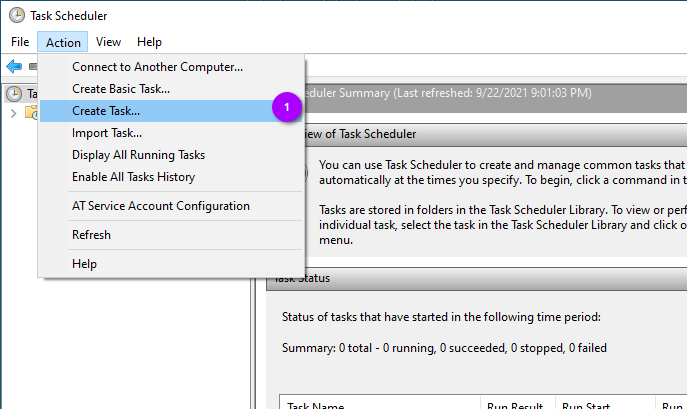 Task Scheduler
File Action View Help
Connect to Another Computer...
Create Basic Task...
Create Task...
1
Import Task...
Display All Running Tasks
Enable All Tasks History
AT Service Account Configuration
Refresh
Help
Ta
eduler Summary (Last refreshed: 9/22/2021 9:01:03 PM)
iew of Task Scheduler
You can use Task Scheduler to create and manage common tasks that
automatically at the times you specify. To begin, click a command in t
Tasks are stored in folders in the Task Scheduler Library. To view or perf
individual task, select the task in the Task Scheduler Library and click o
menu.
Task Status
Status of tasks that have started in the following time period:
Summary: 0 total - 0 running, 0 succeeded, 0 stopped, 0 failed
Task Name Run Result Run Start Run